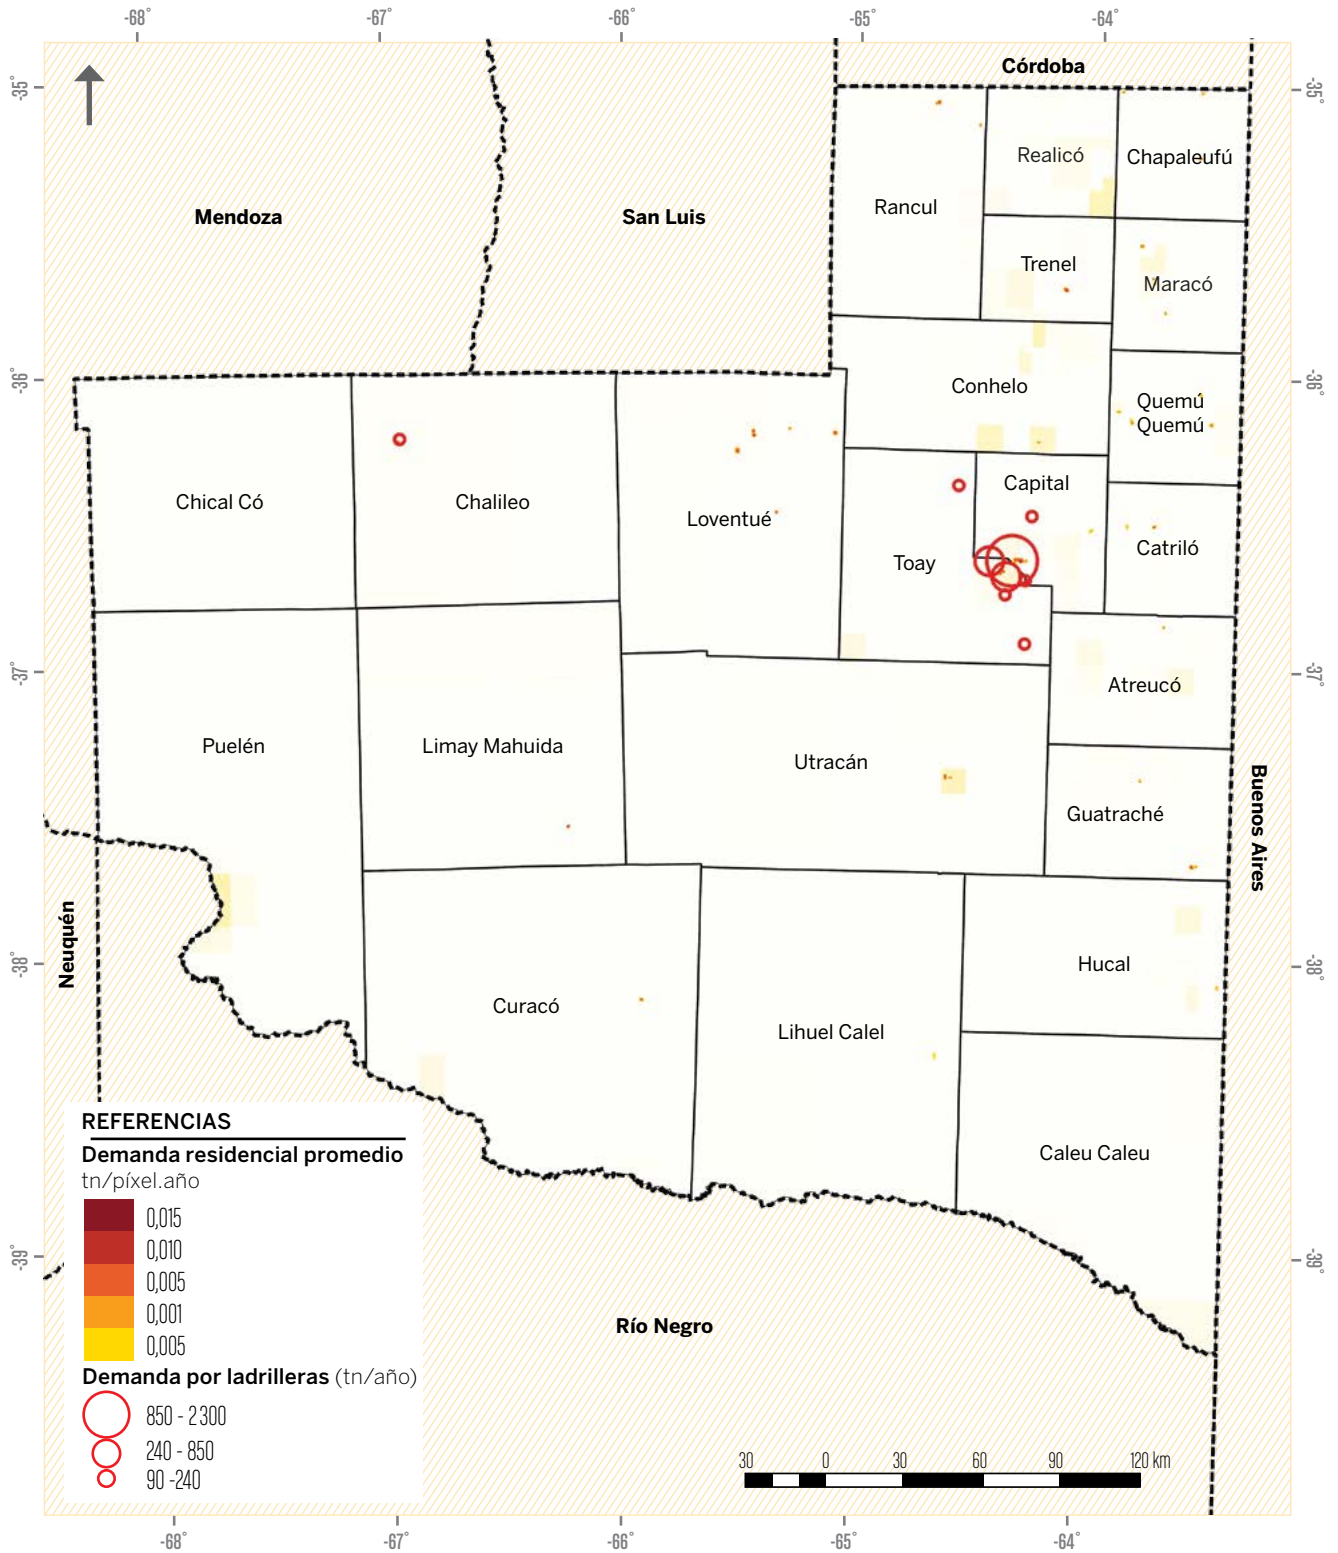 -68°
-67°
-66°
-65°
-64°
-35°
-35°
Córdoba
Mendoza
San Luis
Rancul
Realicó
Chapaleufú
Trenel
Maracó
-36°
-36°
Conhelo
Quemú
Quemú
Chical Có
Chalileo
Loventué
Capital
Toay
Catriló
-37°
-37°
Atreucó
Puelén
Limay Mahuida
Utracán
Guatraché
Buenos Aires
Neuquén
-38°
-38°
Hucal
Curacó
Lihuel Calel
Caleu Caleu
-39°
-39°
Río Negro
REFERENCIAS
Demanda residencial promedio
tn/píxel.año
0,015
0,010
0,005
0,001
0,005
Demanda por ladrilleras (tn/año)
850 - 2300
240 - 850
90 -240
30 0 30 60 90 120 km
-68°
-67°
-66°
-65°
-64°